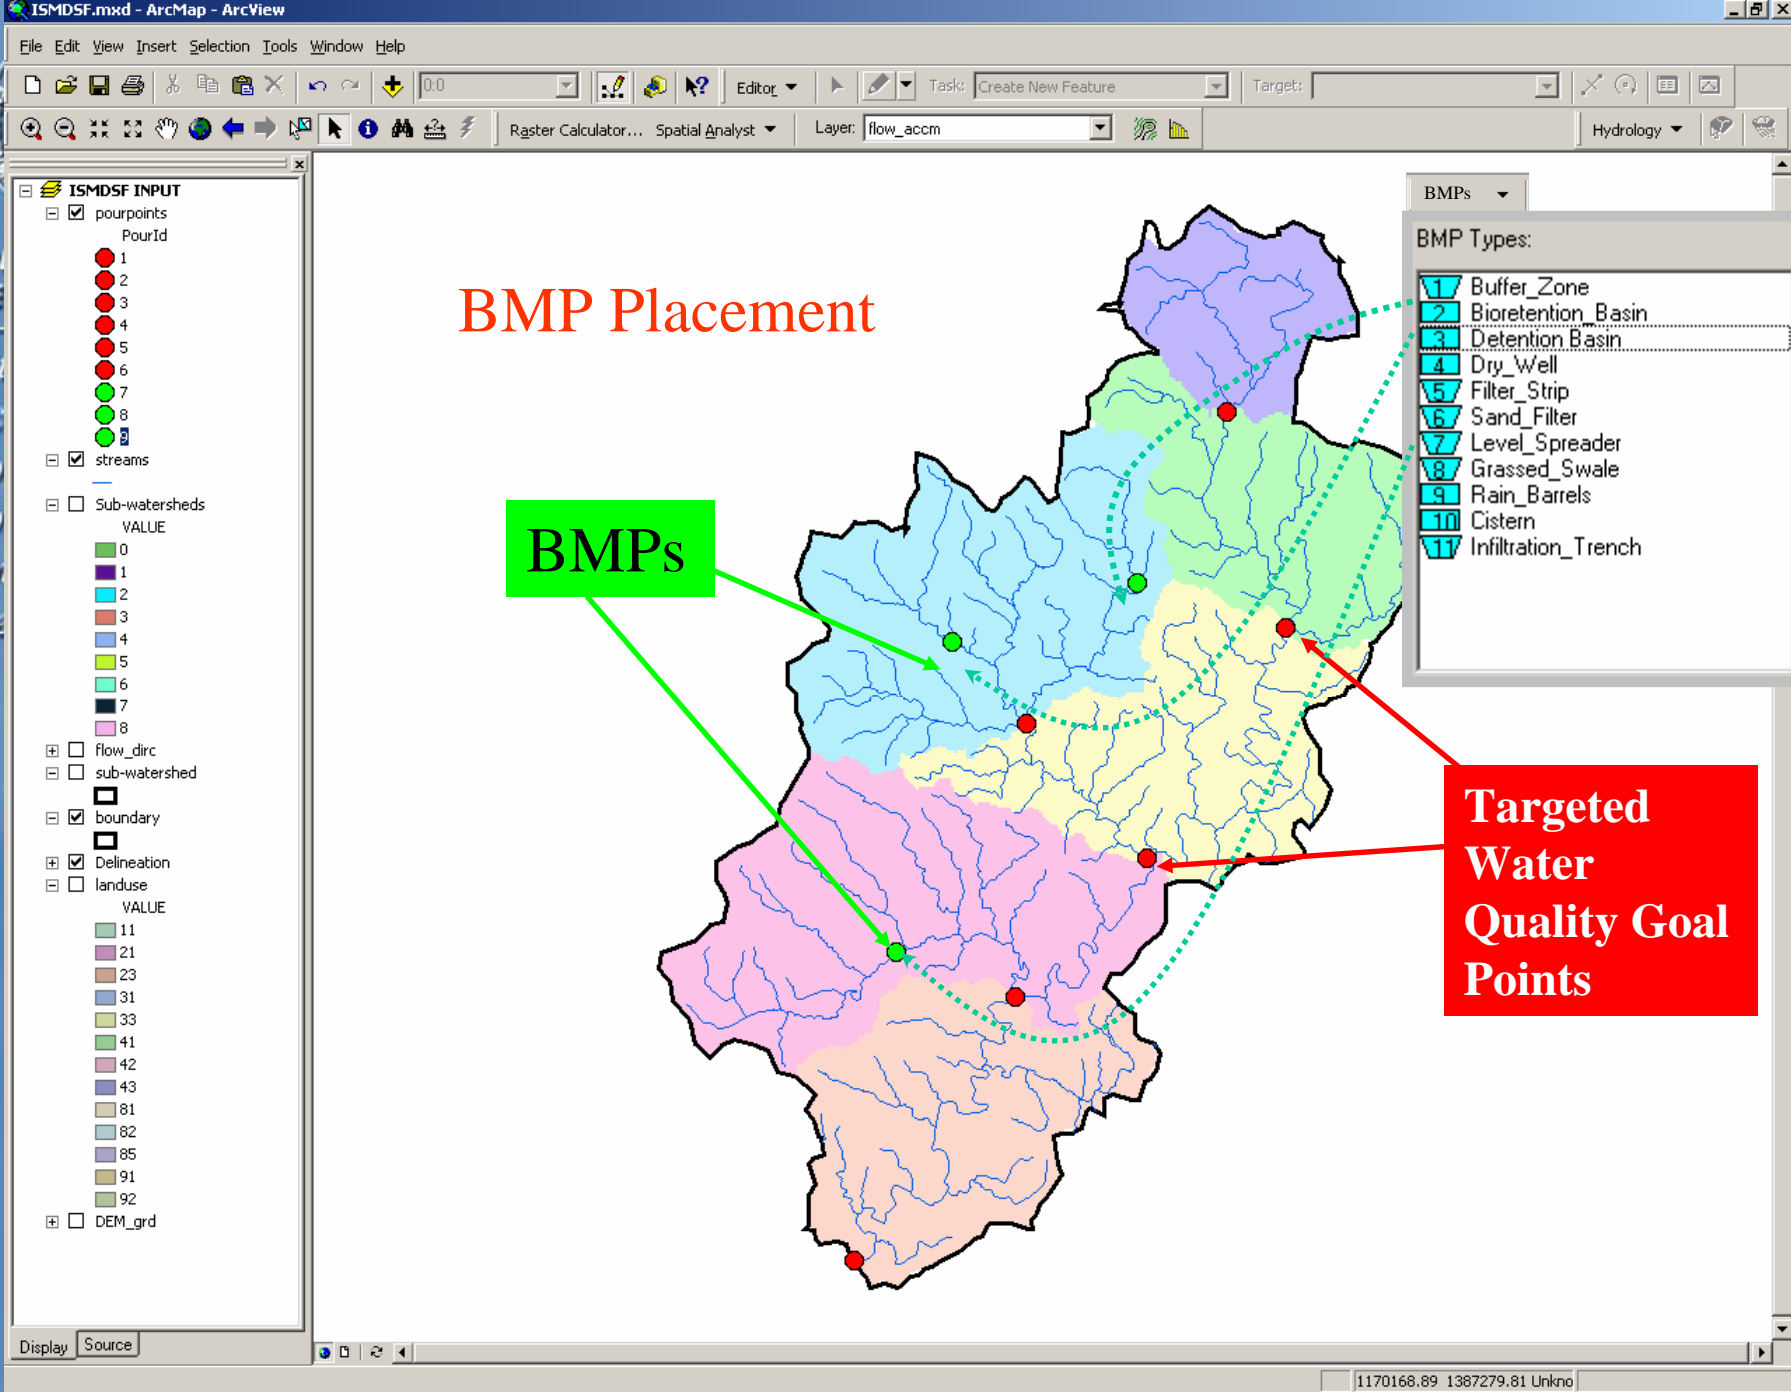 ISMDSF.mxd - ArcMap - ArcView
File Edit View Insert Selection Tools Window Help
0:0
Editor
Task: Create New Feature
Target:
Raster Calculator... Spatial Analyst
Layer: flow_accm
Hydrology
ISMDSF INPUT
pourpoints
PourId
1
2
3
4
5
6
7
8
9
streams
Sub-watersheds
VALUE
0
1
2
3
4
5
6
7
8
flow_dirc
sub-watershed
boundary
Delineation
landuse
VALUE
11
21
23
31
33
41
42
43
81
82
85
91
92
DEM_grd
Display Source
BMP Placement
BMPs
BMPs
BMP Types:
1 Buffer_Zone
2 Bioretention_Basin
3 Detention Basin
4 Dry_Well
5 Filter_Strip
6 Sand_Filter
7 Level_Spreader
8 Grassed_Swale
9 Rain_Barrels
10 Cistern
11 Infiltration_Trench
Targeted
Water
Quality Goal
Points
1170168.89 1387279.81 Unkno